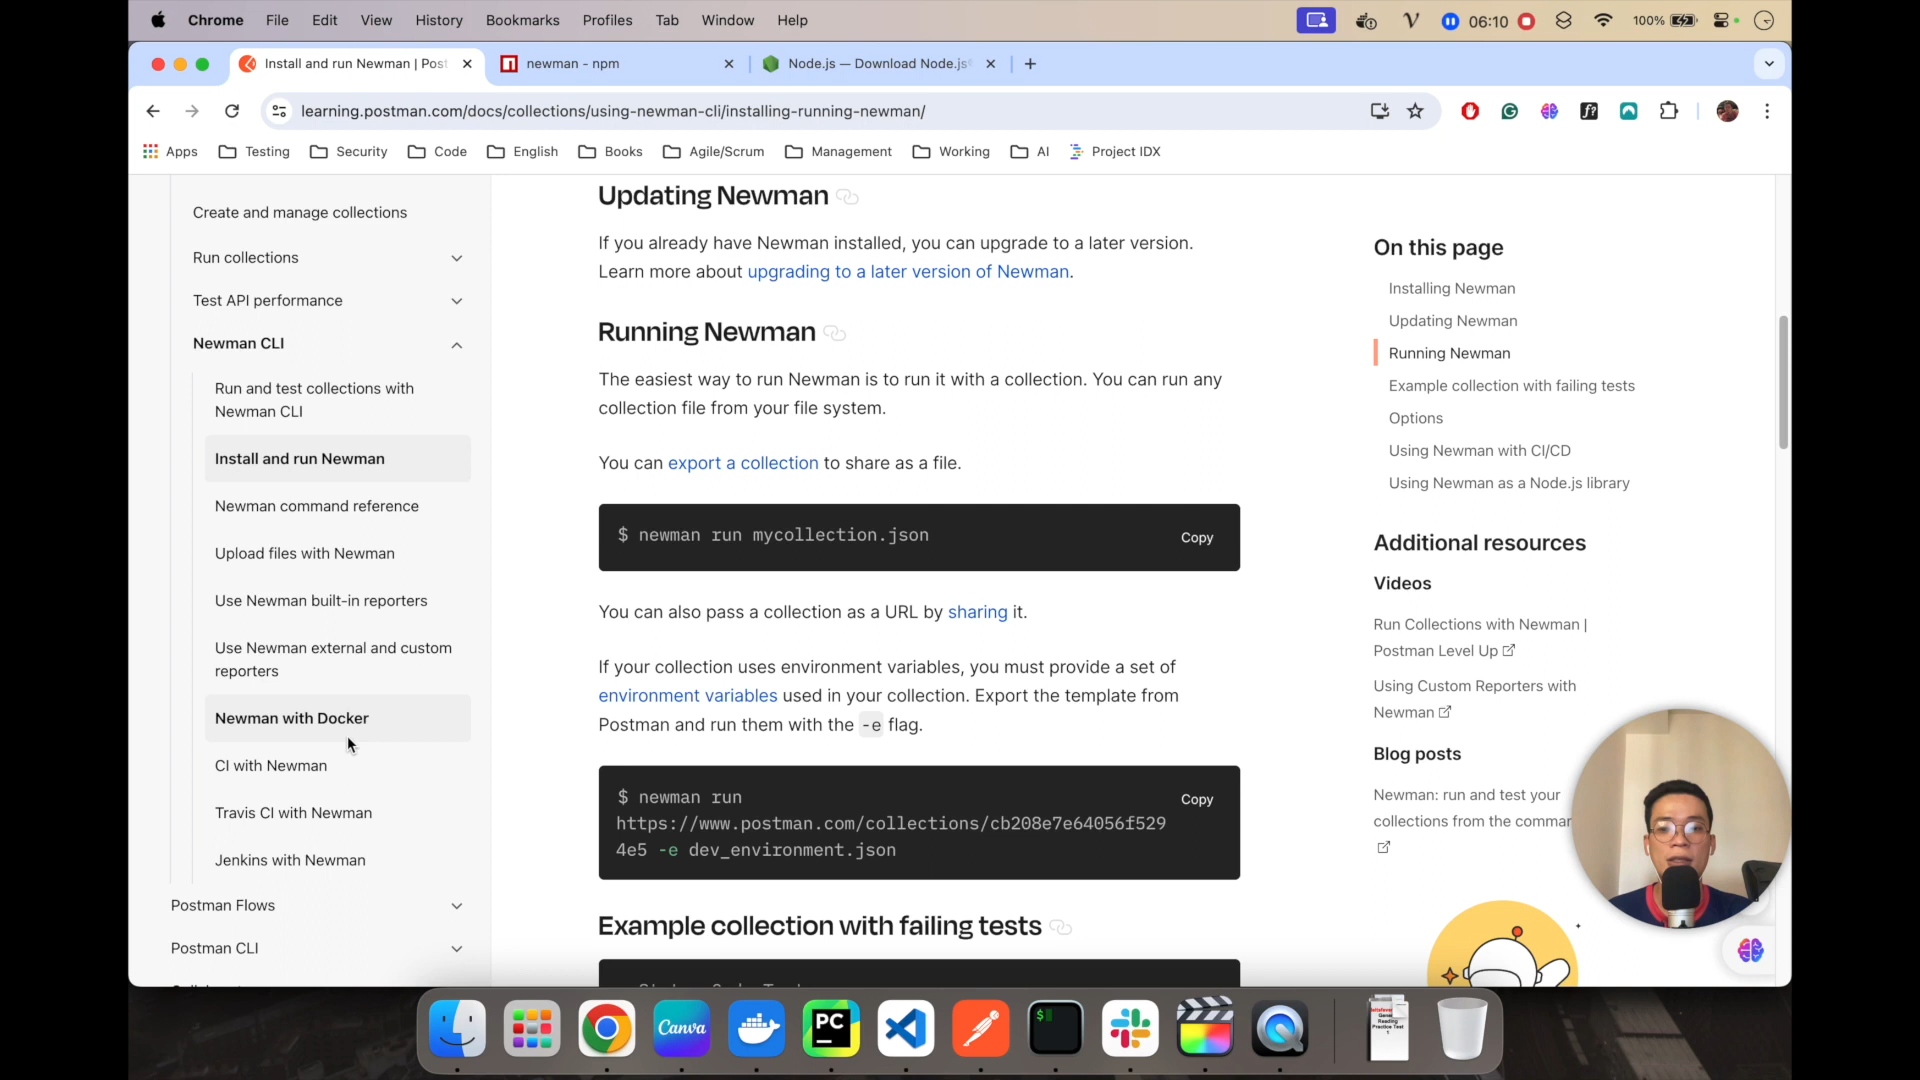 Chrome File Edit View History Bookmarks Profiles Tab Window Help 06:10 100%
Install and run Newman | Post newman - npm Node.js — Download Node.js
learning.postman.com/docs/collections/using-newman-cli/installing-running-newman/
Apps Testing Security Code English Books Agile/Scrum Management Working AI Project IDX
Create and manage collections
Run collections
Test API performance
Newman CLI
Run and test collections with
Newman CLI
Install and run Newman
Newman command reference
Upload files with Newman
Use Newman built-in reporters
Use Newman external and custom
reporters
Newman with Docker
CI with Newman
Travis CI with Newman
Jenkins with Newman
Postman Flows
Postman CLI
Updating Newman
If you already have Newman installed, you can upgrade to a later version.
Learn more about upgrading to a later version of Newman.
Running Newman
The easiest way to run Newman is to run it with a collection. You can run any
collection file from your file system.
You can export a collection to share as a file.
$ newman run mycollection.json
Copy
You can also pass a collection as a URL by sharing it.
If your collection uses environment variables, you must provide a set of
environment variables used in your collection. Export the template from
Postman and run them with the -e flag.
$ newman run
Copy
https://www.postman.com/collections/cb208e7e64056f529
4e5 -e dev_environment.json
Example collection with failing tests
On this page
Installing Newman
Updating Newman
Running Newman
Example collection with failing tests
Options
Using Newman with CI/CD
Using Newman as a Node.js library
Additional resources
Videos
Run Collections with Newman |
Postman Level Up
Using Custom Reporters with
Newman
Blog posts
Newman: run and test your
collections from the comman
Canva
PC
$